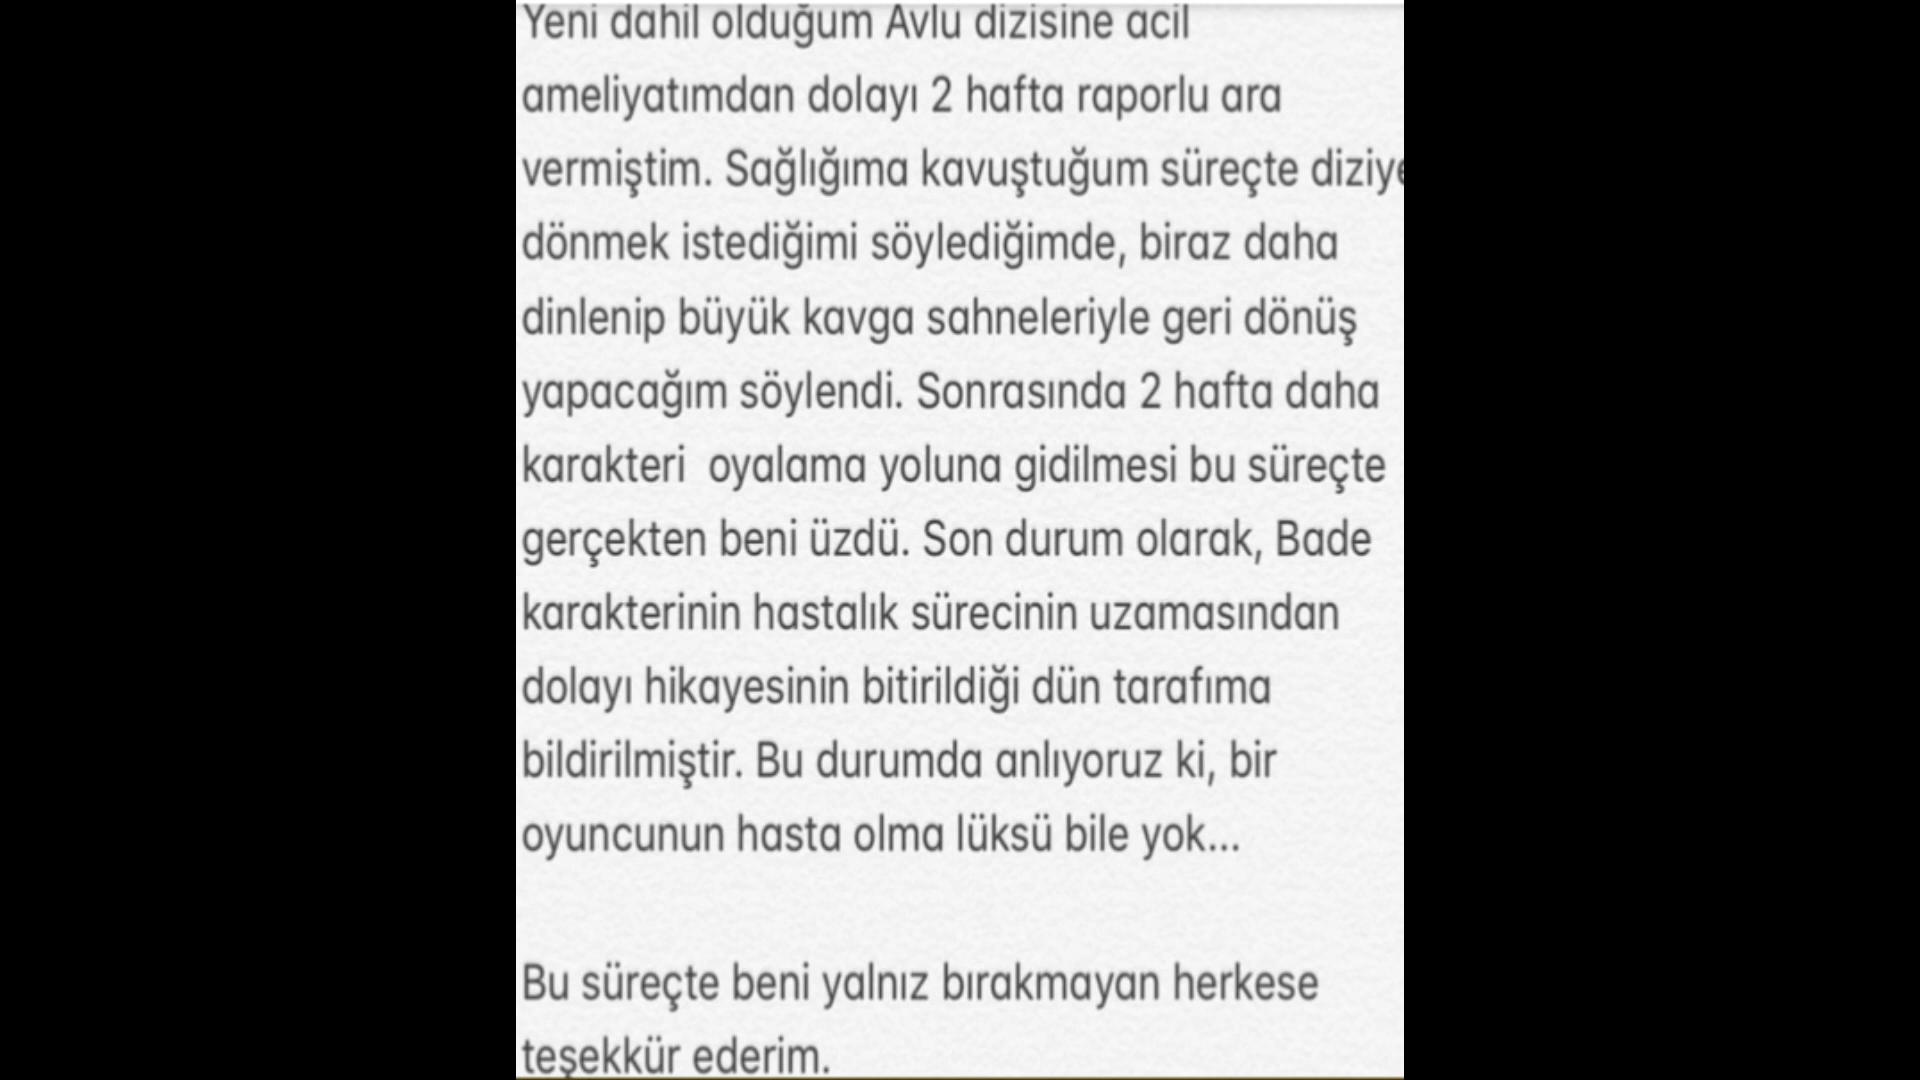 Yeni dahil olduğum Avlu dizisine acil
ameliyatımdan dolayı 2 hafta raporlu ara
vermiştim. Sağlığıma kavuştuğum süreçte diziye
dönmek istediğimi söylediğimde, biraz daha
dinlenip büyük kavga sahneleriyle geri dönüş
yapacağım söylendi. Sonrasında 2 hafta daha
karakteri  oyalama yoluna gidilmesi bu süreçte
gerçekten beni üzdü. Son durum olarak, Bade
karakterinin hastalık sürecinin uzamasından
dolayı hikayesinin bitirildiği dün tarafıma
bildirilmiştir. Bu durumda anlıyoruz ki, bir
oyuncunun hasta olma lüksü bile yok...
Bu süreçte beni yalnız bırakmayan herkese
teşekkür ederim.